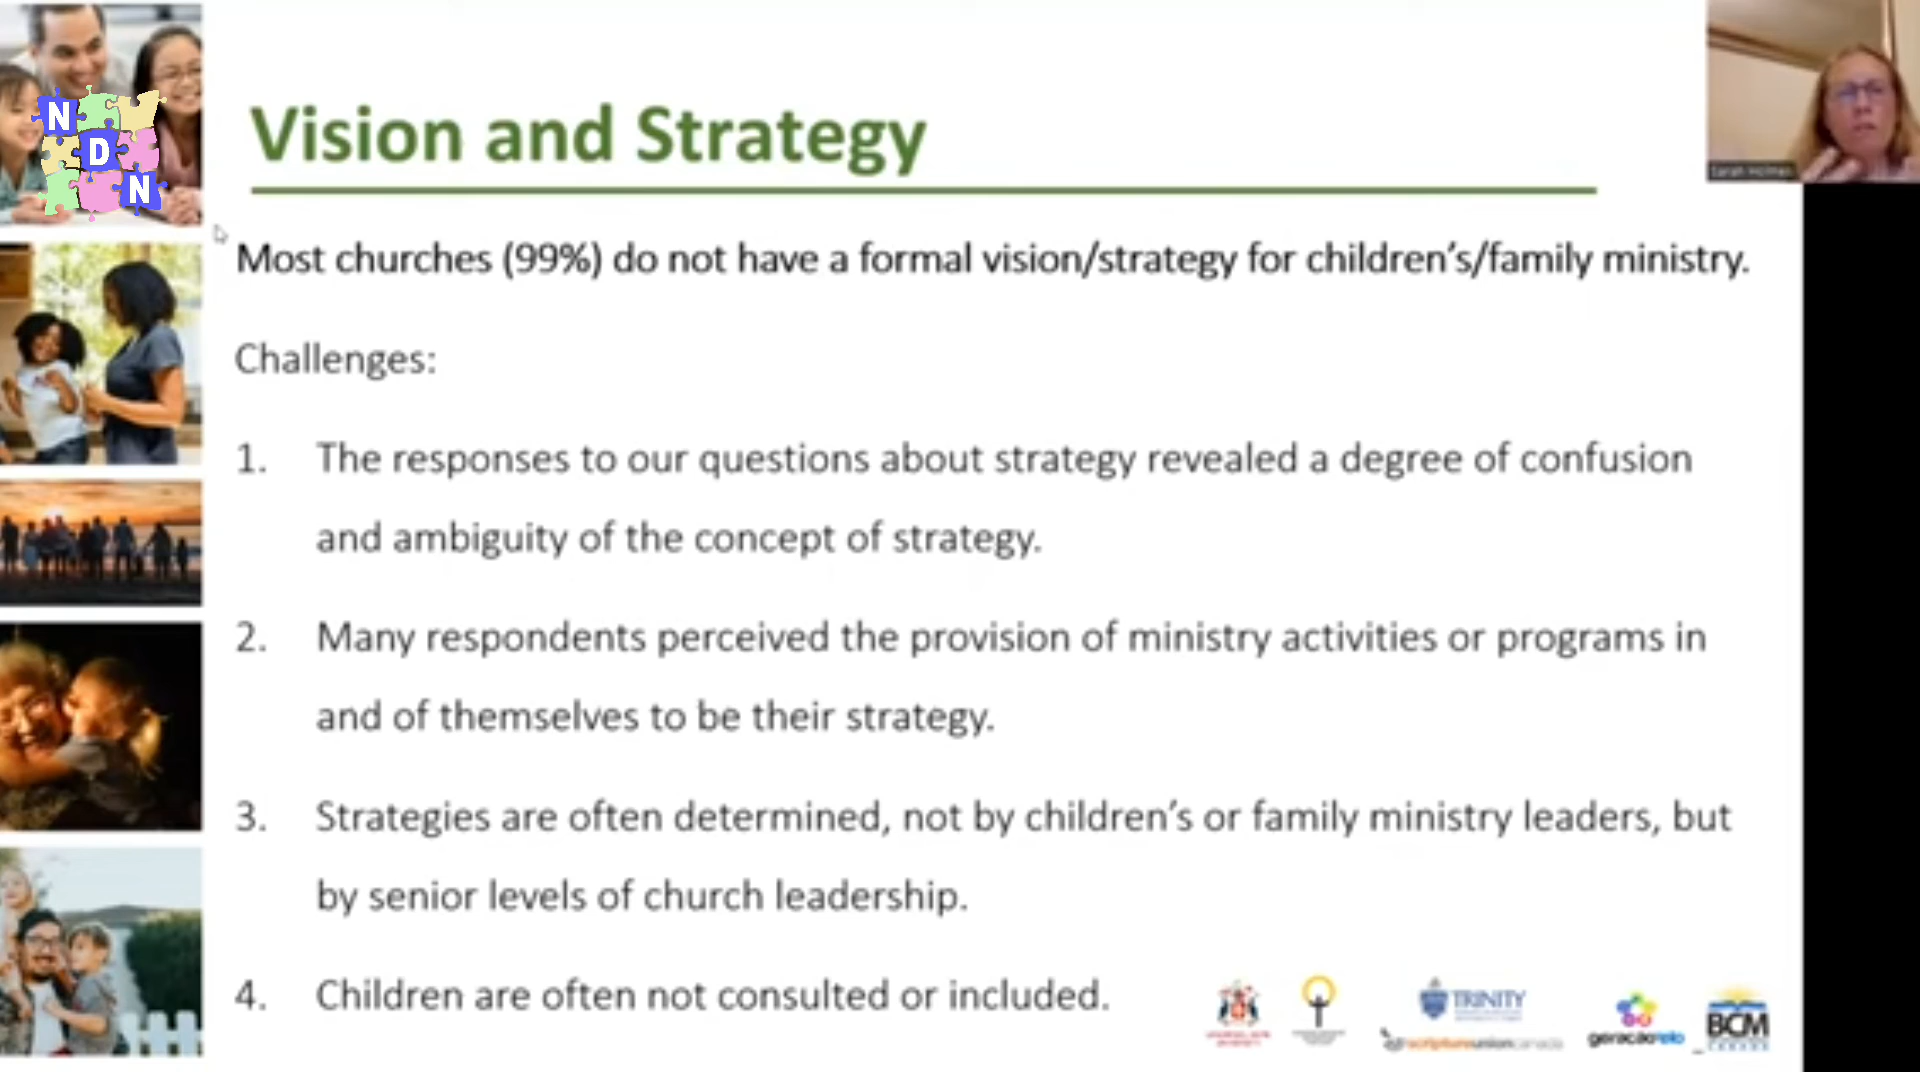 N
D
N
Vision and Strategy
Most churches (99%) do not have a formal vision/strategy for children's/family ministry.
Challenges:
1. The responses to our questions about strategy revealed a degree of confusion
and ambiguity of the concept of strategy.
2. Many respondents perceived the provision of ministry activities or programs in
and of themselves to be their strategy.
3. Strategies are often determined, not by children's or family ministry leaders, but
by senior levels of church leadership.
4. Children are often not consulted or included.
TRINITY
scriptureunioncanada
BCM
CANADA
Sarah Holmes